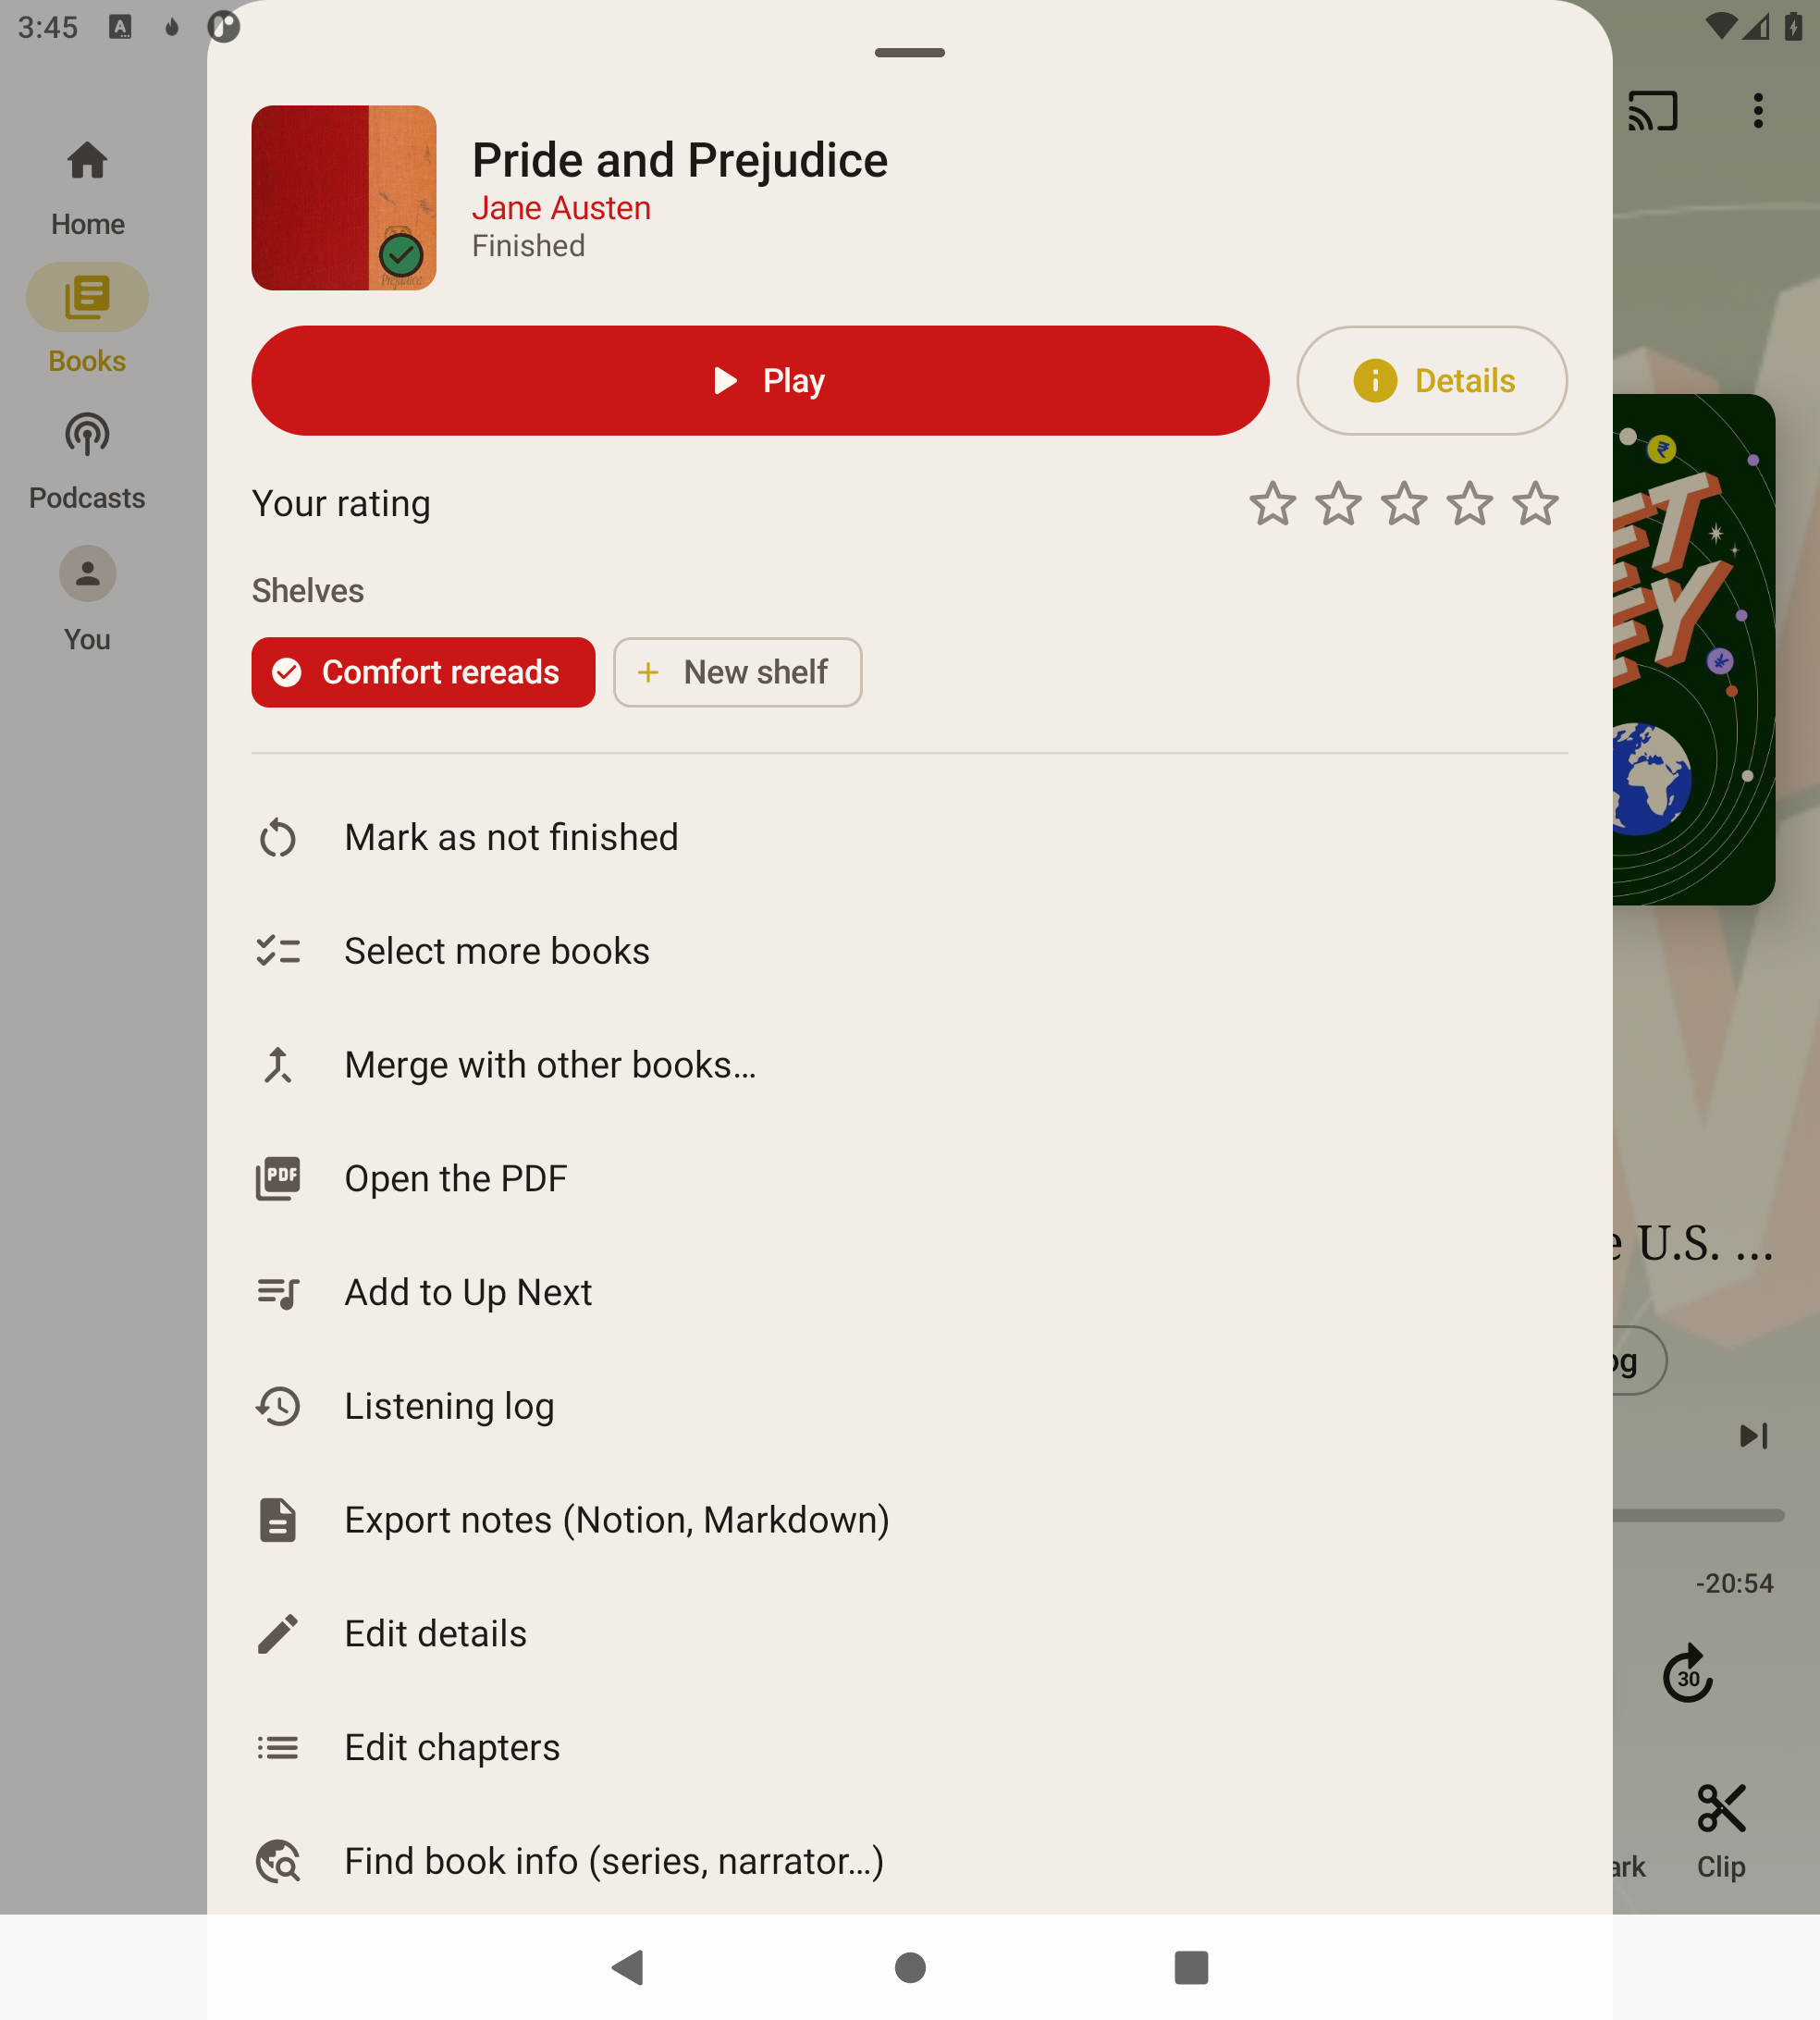 3:45
Home
Books
Podcasts
You
Pride and Prejudice
Jane Austen
Finished
Prejudice
Play
Details
Your rating
Shelves
Comfort rereads
New shelf
Mark as not finished
Select more books
Merge with other books...
PDF
Open the PDF
Add to Up Next
Listening log
Export notes (Notion, Markdown)
Edit details
Edit chapters
Find book info (series, narrator...)
U.S. ...
-20:54
30
Clip